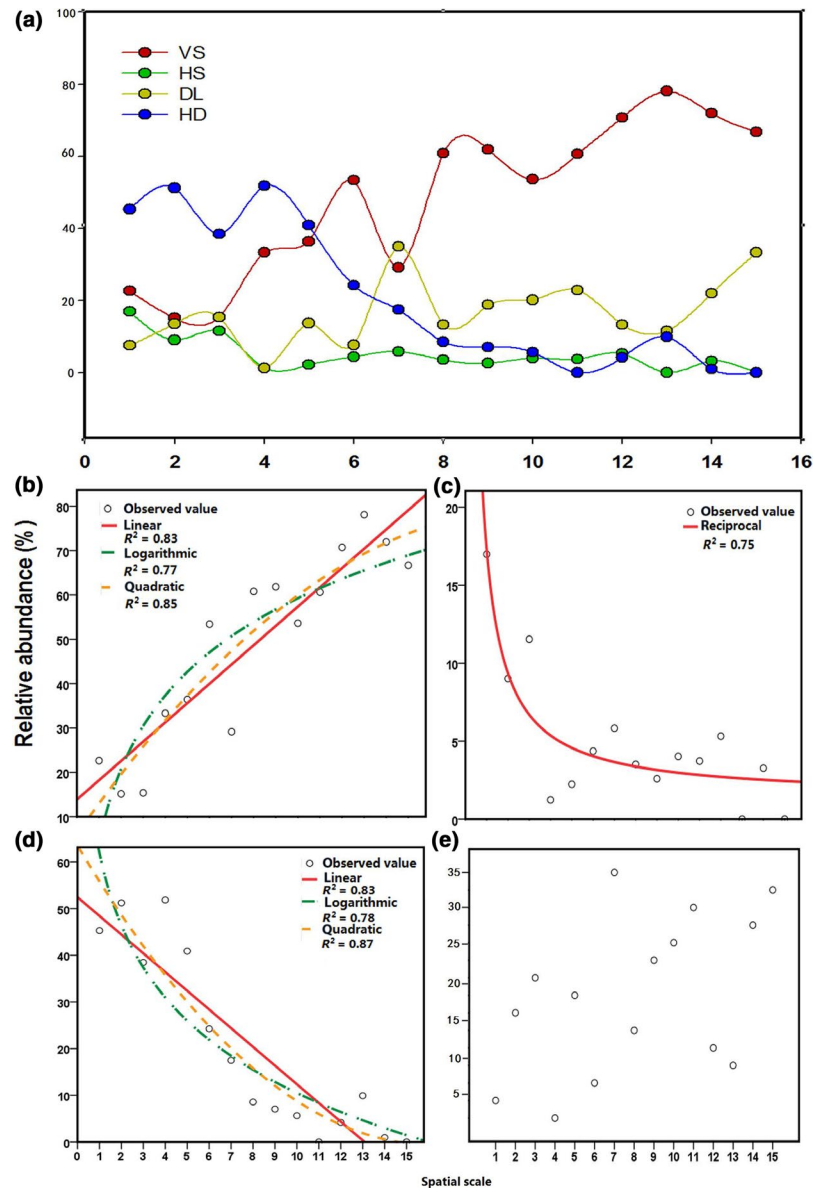 (a)
100
80
60
40
20
0
VS
HS
DL
HD
0 2 4 6 8 10 12 14 16
Relative abundance (%)
(b)
80
70
60
50
40
30
20
10
Observed value
Linear
R² = 0.83
Logarithmic
R² = 0.77
Quadratic
R² = 0.85
(c)
20
15
10
5
0
Observed value
Reciprocal
R² = 0.75
(d)
60
50
40
30
20
10
0
Observed value
Linear
R² = 0.83
Logarithmic
R² = 0.78
Quadratic
R² = 0.87
0 1 2 3 4 5 6 7 8 9 10 11 12 13 14 15
(e)
35
30
25
20
15
10
5
1 2 3 4 5 6 7 8 9 10 11 12 13 14 15
Spatial scale